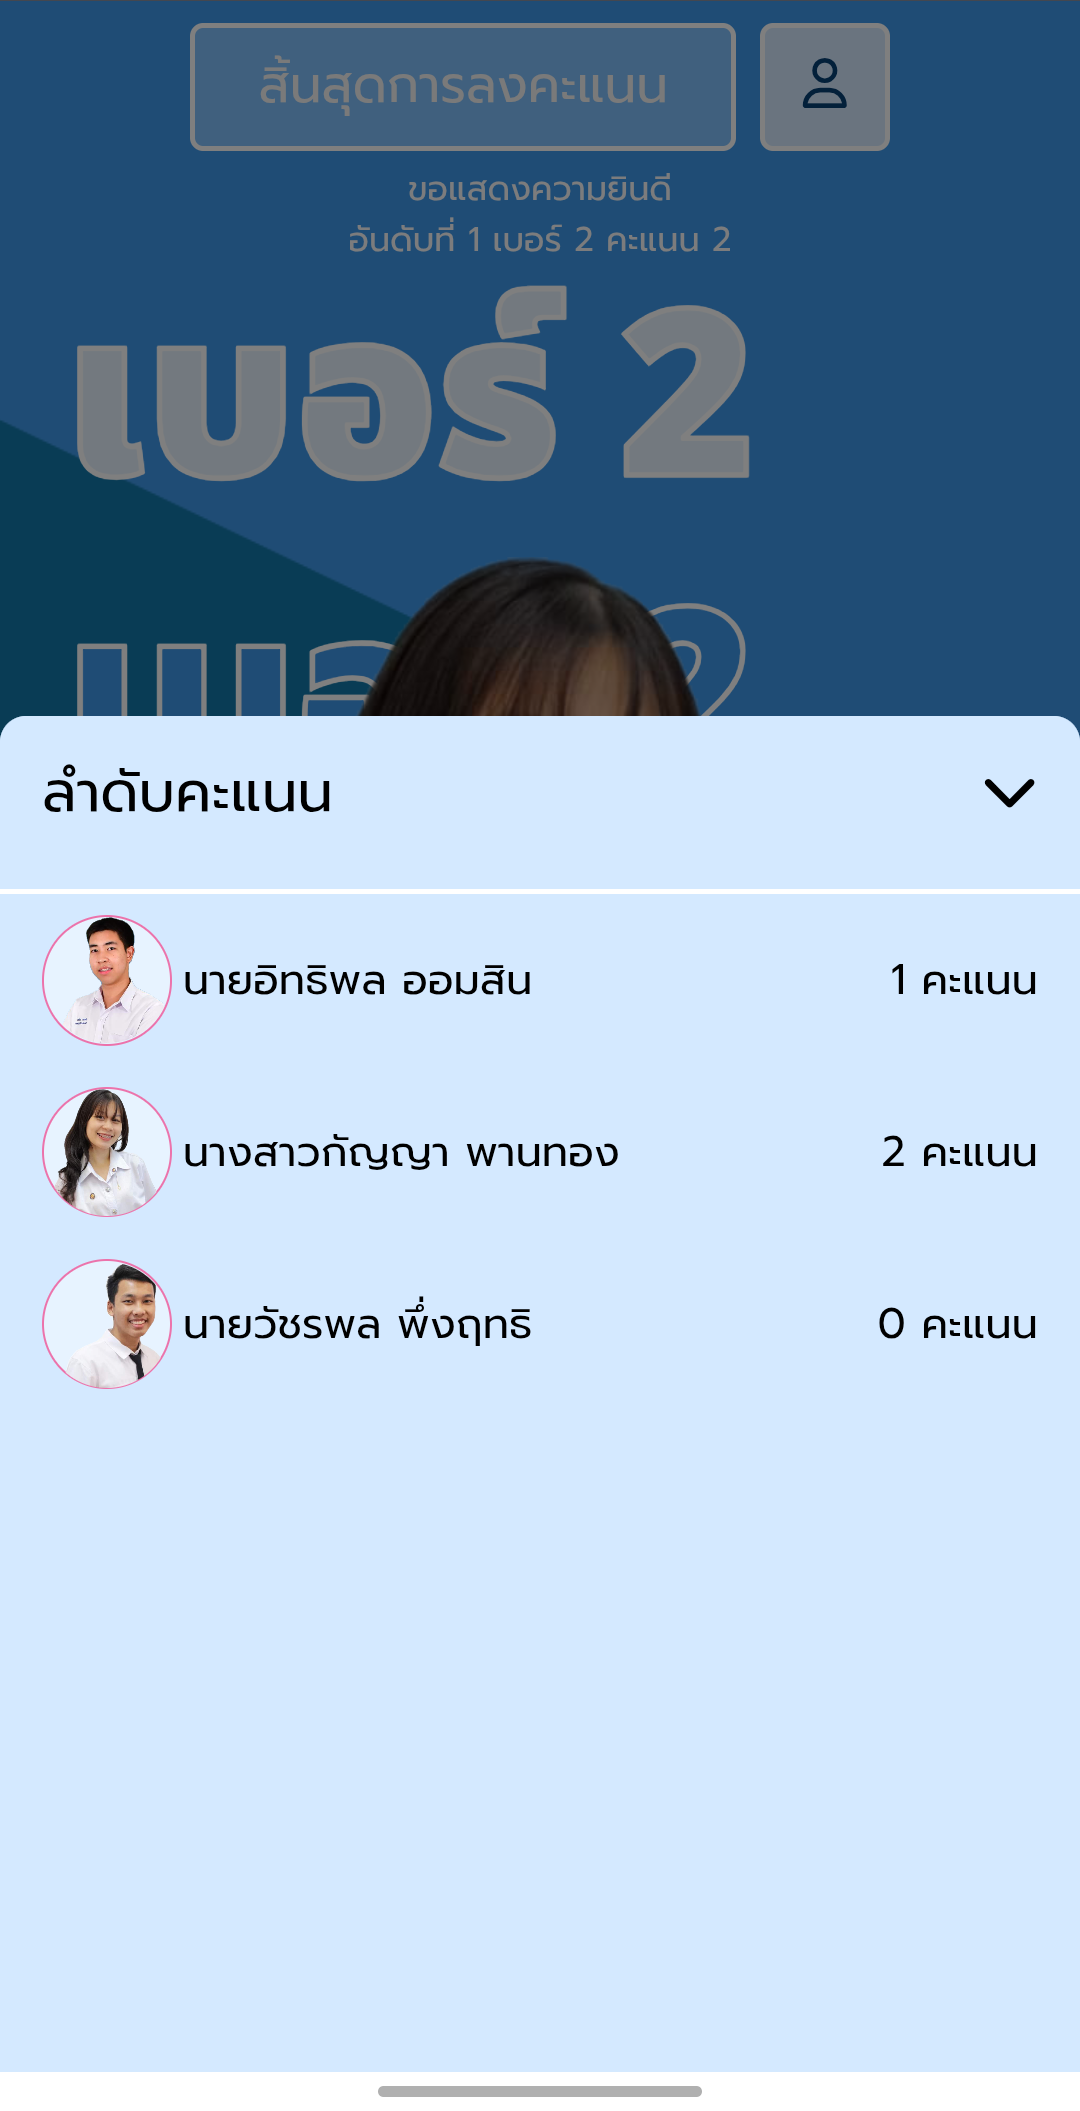 สิ้นสุดการลงคะแนน
ขอแสดงความยินดี
อันดับที่ 1 เบอร์ 2 คะแนน 2
เบอร์ 2
ลำดับคะแนน
นายอิทธิพล ออมสิน 1 คะแนน
นางสาวกัญญา พานทอง 2 คะแนน
นายวัชรพล พึ่งฤทธิ 0 คะแนน